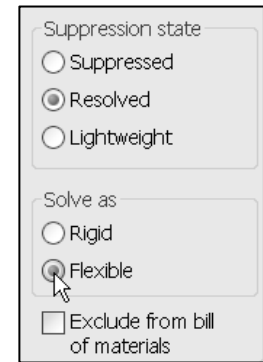 Suppression state
Suppressed
Resolved
Lightweight
Solve as
Rigid
Flexible
Exclude from bill
of materials